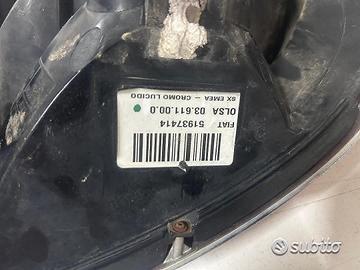 FIAT 51937414
OLSA 03.611.00.0
SX EMEA – CROMO LUCIDO
subito